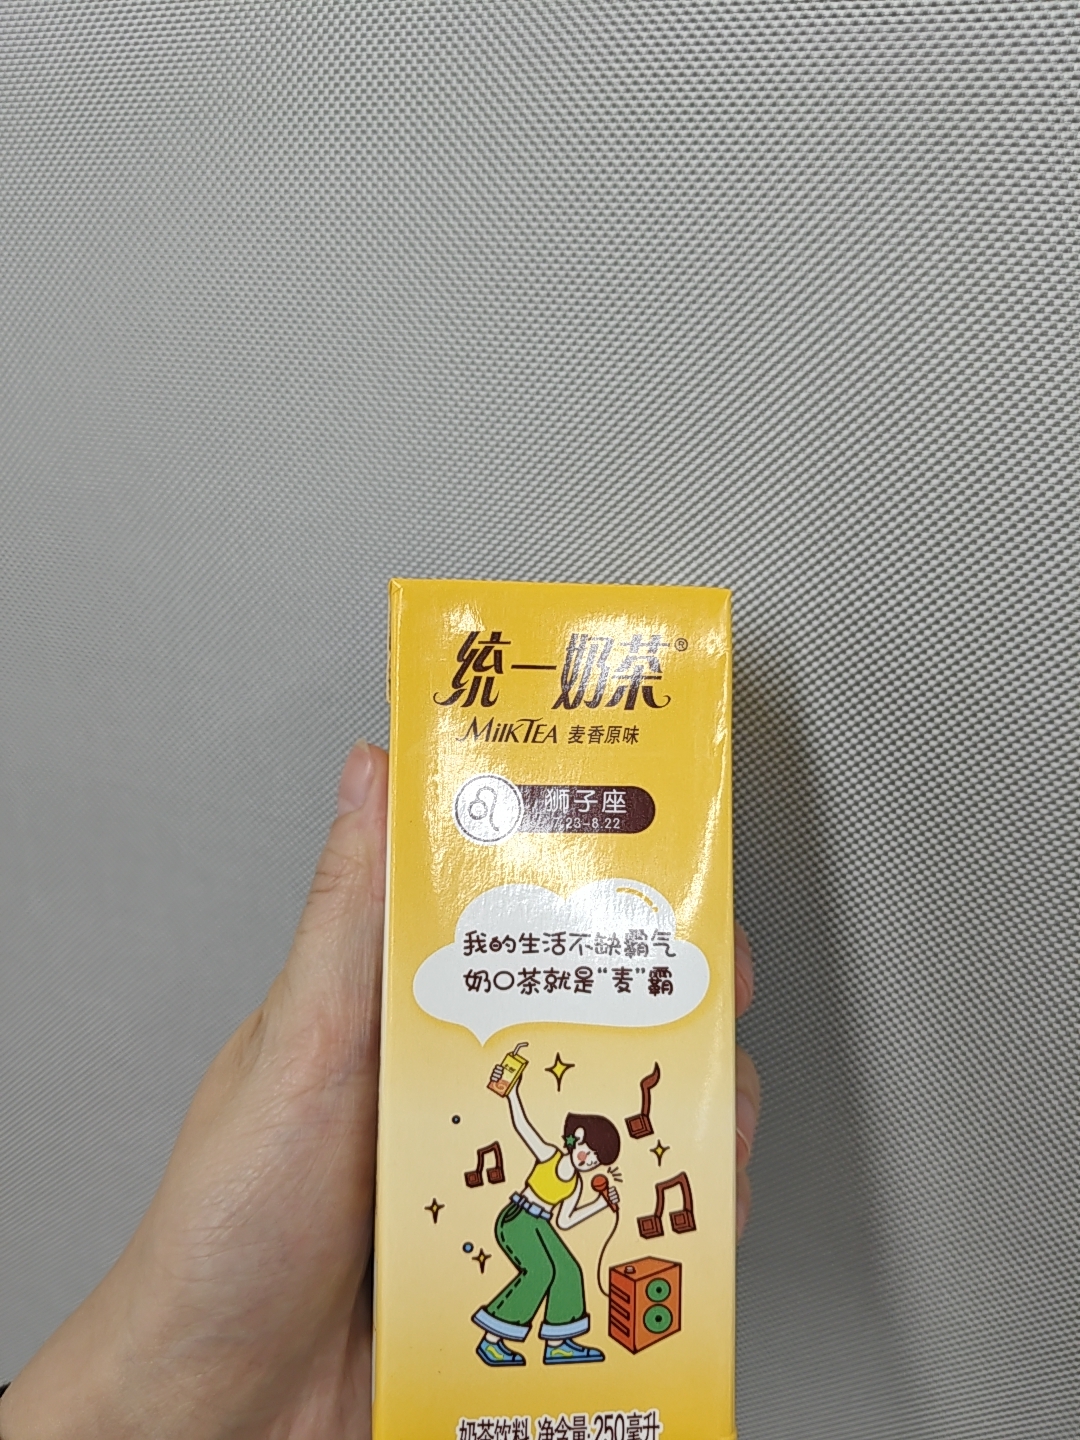 统一奶茶®
MilkTEA 麦香原味
狮子座
7.23-8.22
我的生活不缺霸气
奶〇茶就是“麦”霸
奶茶饮料 净含量:250毫升